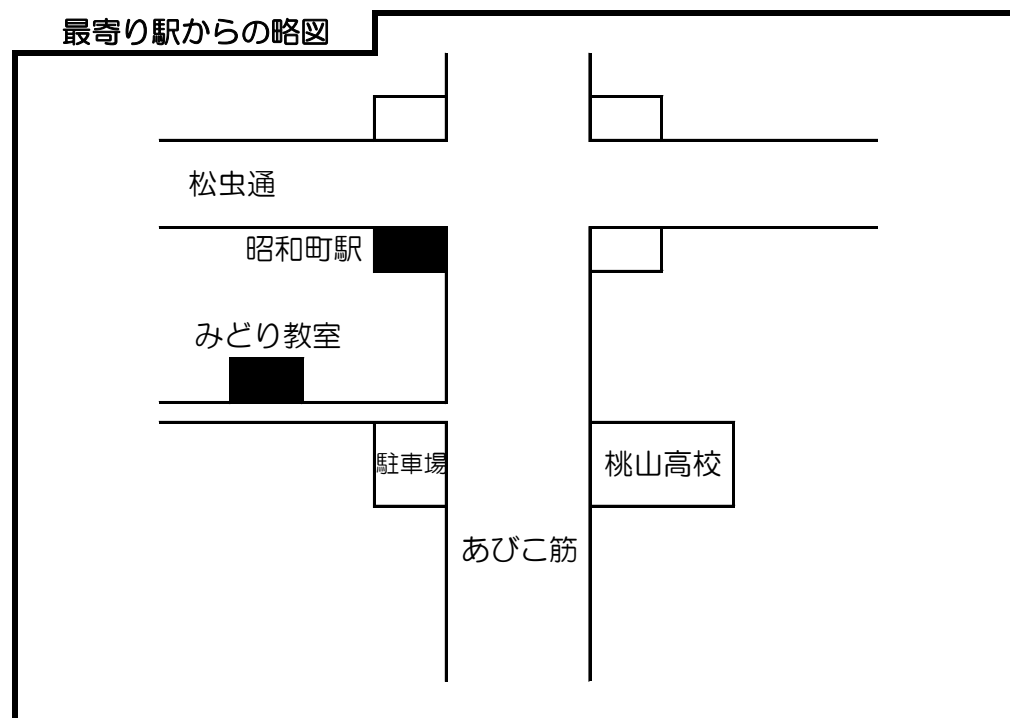 最寄り駅からの略図
松虫通
昭和町駅
みどり教室
駐車場
桃山高校
あびこ筋